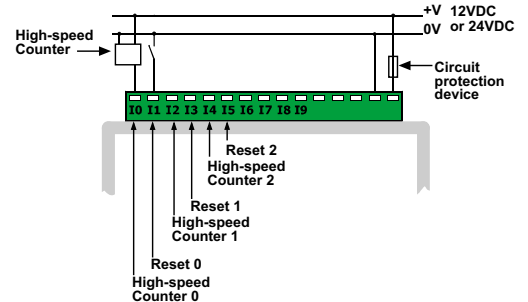 +V 12VDC
or 24VDC
0V
High-speed
Counter
Circuit
protection
device
I0 I1 I2 I3 I4 I5 I6 I7 I8 I9
Reset 2
High-speed
Counter 2
Reset 1
High-speed
Counter 1
Reset 0
High-speed
Counter 0